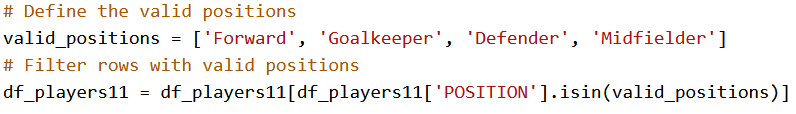 # Define the valid positions
valid_positions = ['Forward', 'Goalkeeper', 'Defender', 'Midfielder']
# Filter rows with valid positions
df_players11 = df_players11[df_players11['POSITION'].isin(valid_positions)]